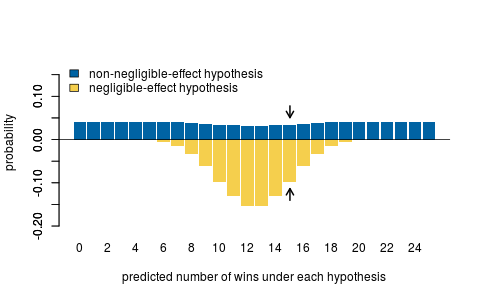 non-negligible-effect hypothesis
negligible-effect hypothesis
probability
0.10
0.00
-0.10
-0.20
0 2 4 6 8 10 12 14 16 18 20 22 24
predicted number of wins under each hypothesis